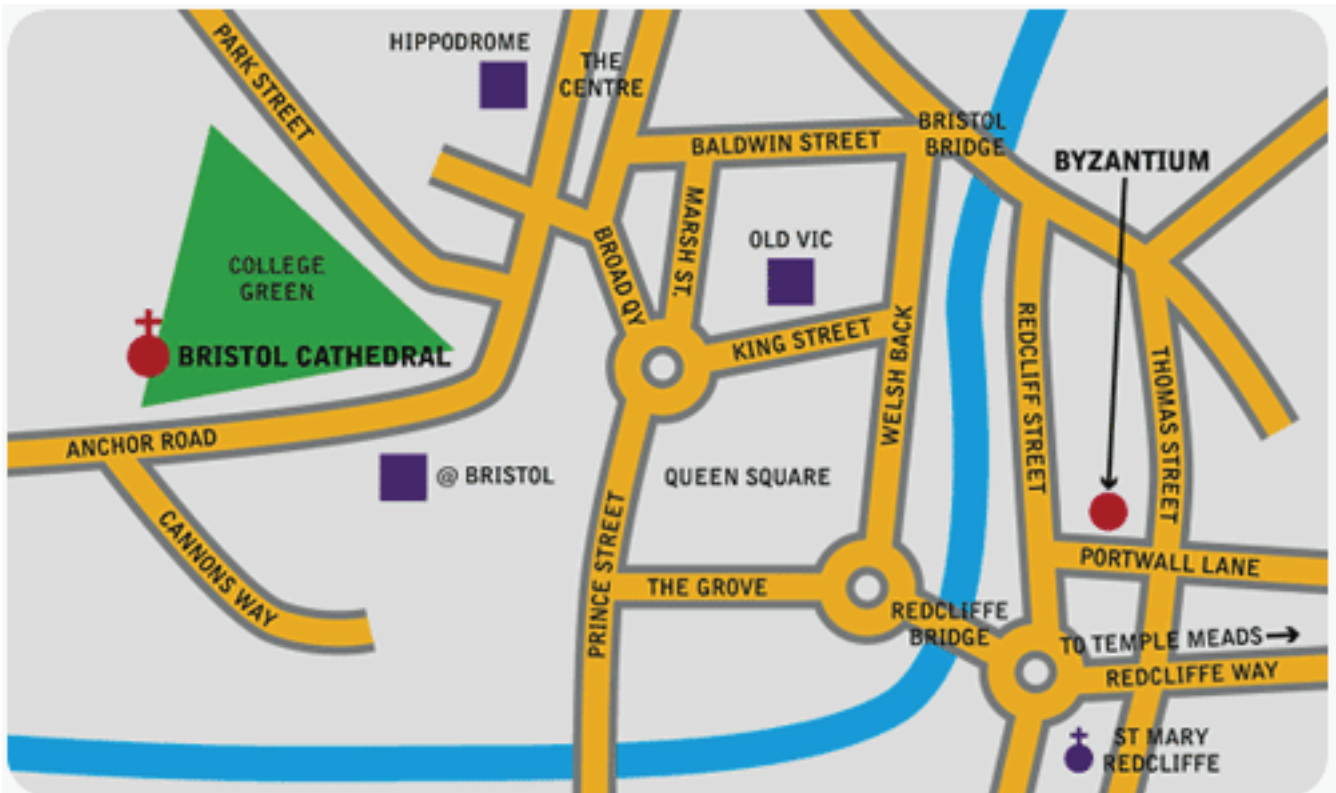 HIPPODROME
PARK STREET
THE
CENTRE
BRISTOL
BRIDGE
BALDWIN STREET
BYZANTIUM
MARSH ST.
OLD VIC
BROAD QY
COLLEGE
GREEN
KING STREET
WELSH BACK
REDCLIFF STREET
THOMAS STREET
BRISTOL CATHEDRAL
ANCHOR ROAD
@ BRISTOL
QUEEN SQUARE
CANNONS WAY
PRINCE STREET
THE GROVE
PORTWALL LANE
REDCLIFFE
BRIDGE
TO TEMPLE MEADS
REDCLIFFE WAY
ST MARY
REDCLIFFE